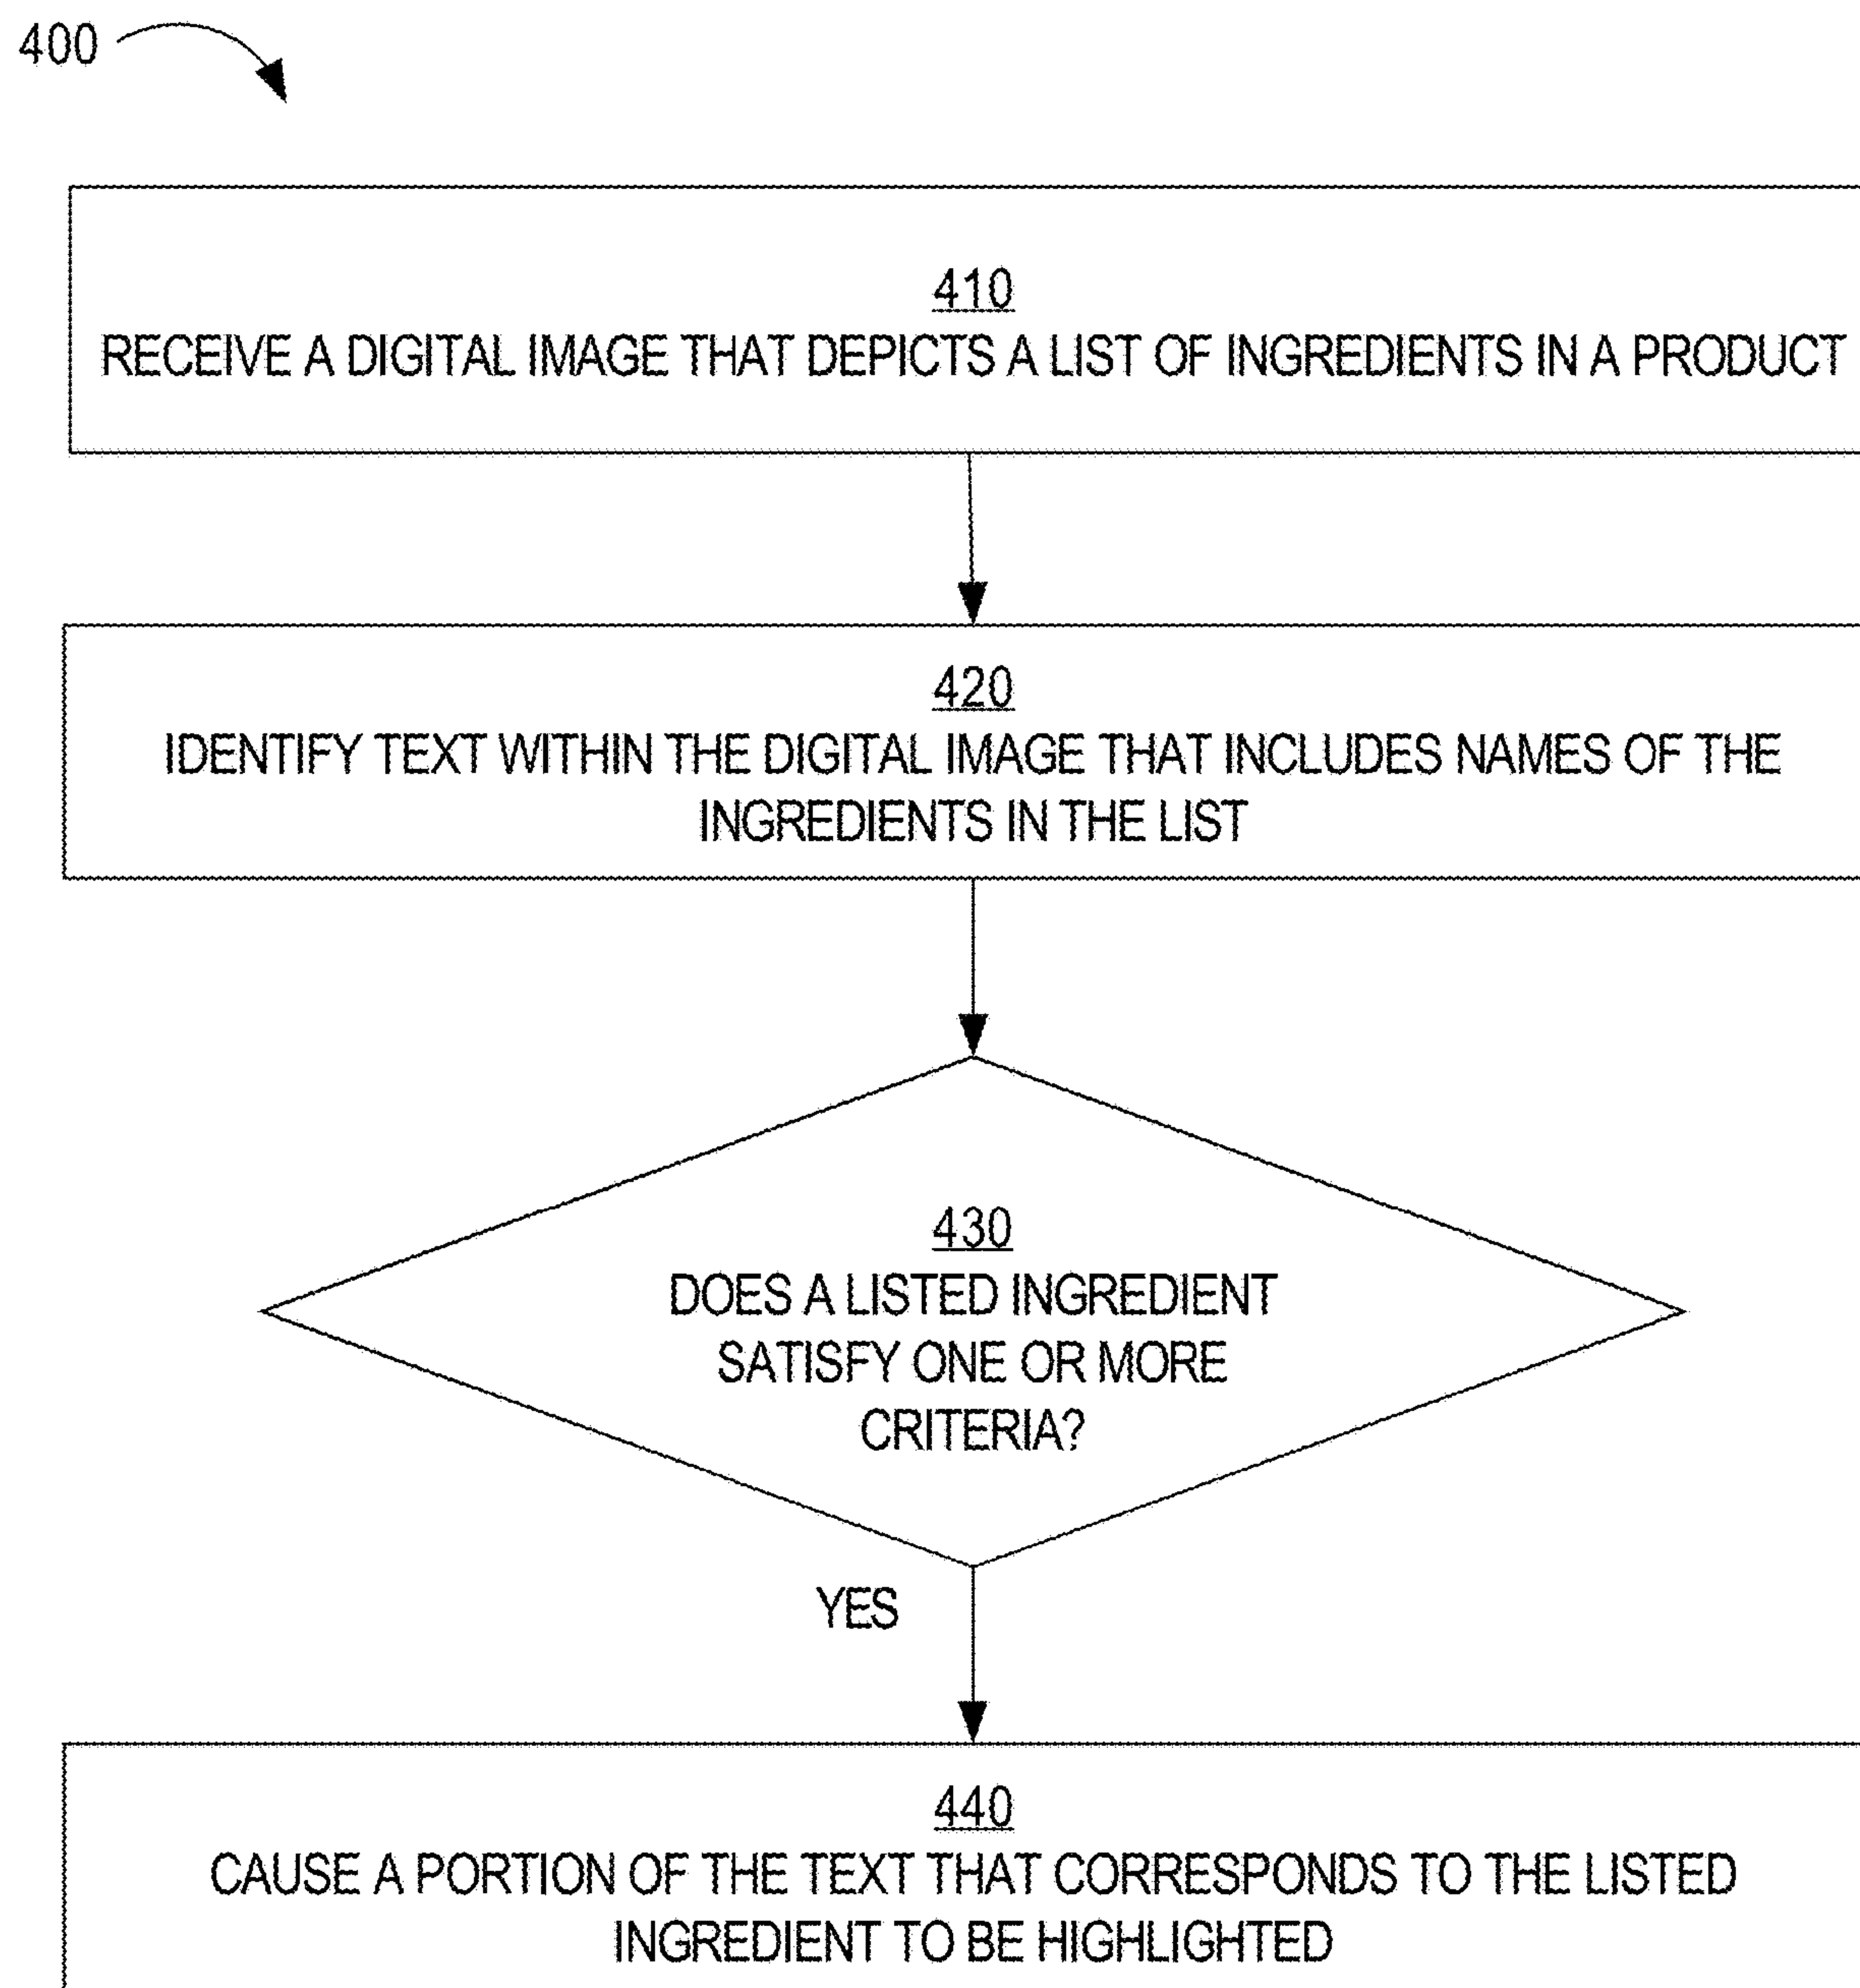 400
410
RECEIVE A DIGITAL IMAGE THAT DEPICTS A LIST OF INGREDIENTS IN A PRODUCT
420
IDENTIFY TEXT WITHIN THE DIGITAL IMAGE THAT INCLUDES NAMES OF THE
INGREDIENTS IN THE LIST
430
DOES A LISTED INGREDIENT
SATISFY ONE OR MORE
CRITERIA?
YES
440
CAUSE A PORTION OF THE TEXT THAT CORRESPONDS TO THE LISTED
INGREDIENT TO BE HIGHLIGHTED